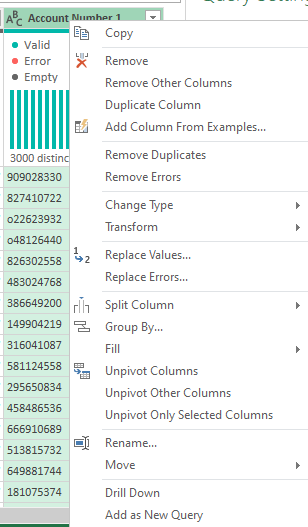 Query Settings
ABC Account Number 1
Valid
Error
Empty
3000 distinc
909028330
827410722
o22623932
o48126440
826302558
483024768
386649200
149904219
316041087
581124558
295650834
458486536
666910689
513815732
649881744
181075374
Copy
Remove
Remove Other Columns
Duplicate Column
Add Column From Examples...
Remove Duplicates
Remove Errors
Change Type
Transform
1 2 Replace Values...
Replace Errors...
Split Column
Group By...
Fill
Unpivot Columns
Unpivot Other Columns
Unpivot Only Selected Columns
Rename...
Move
Drill Down
Add as New Query